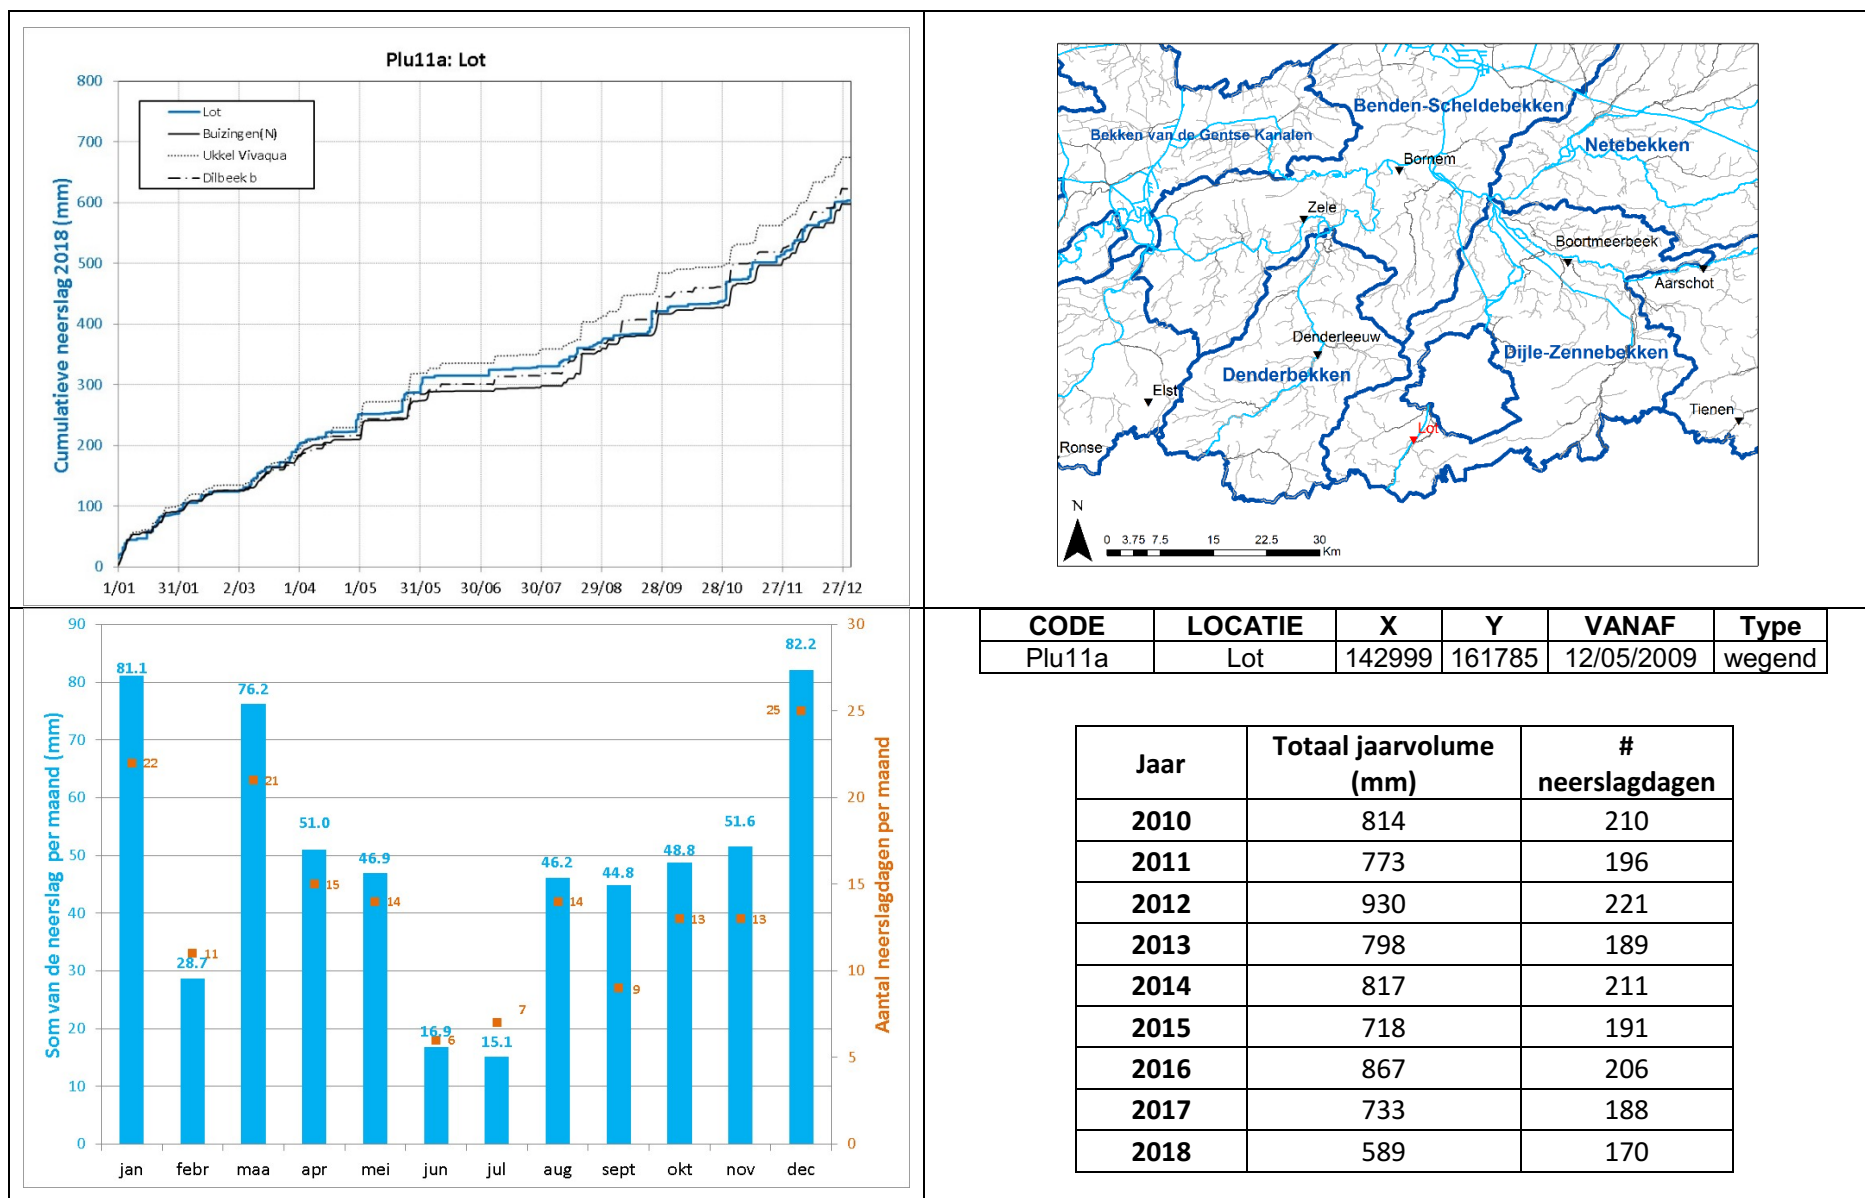 Plu11a: Lot
Cumulatieve neerslag 2018 (mm)
800
700
600
500
400
300
200
100
0
Lot
Buizingen(N)
Ukkel Vivaqua
Dilbeek b
1/01 31/01 2/03 1/04 1/05 31/05 30/06 30/07 29/08 28/09 28/10 27/11 27/12
Benden-Scheldebekken
Bekken van de Gentse Kanalen
Netebekken
Bornem
Zele
Boortmeerbeek
Aarschot
Denderleeuw
Dijle-Zennebekken
Denderbekken
Elst
Tienen
Lot
Ronse
N
0 3.75 7.5 15 22.5 30
Km
Som van de neerslag per maand (mm)
90
80
70
60
50
40
30
20
10
0
81.1
28.7
76.2
51.0
46.9
16.9
15.1
46.2
44.8
48.8
51.6
82.2
22
11
21
15
14
6
7
14
9
13
13
25
30
25
20
15
10
5
0
Aantal neerslagdagen per maand
jan febr maa apr mei jun jul aug sept okt nov dec
CODE LOCATIE X Y VANAF Type
Plu11a Lot 142999 161785 12/05/2009 wegend
Jaar Totaal jaarvolume (mm) # neerslagdagen
2010 814 210
2011 773 196
2012 930 221
2013 798 189
2014 817 211
2015 718 191
2016 867 206
2017 733 188
2018 589 170